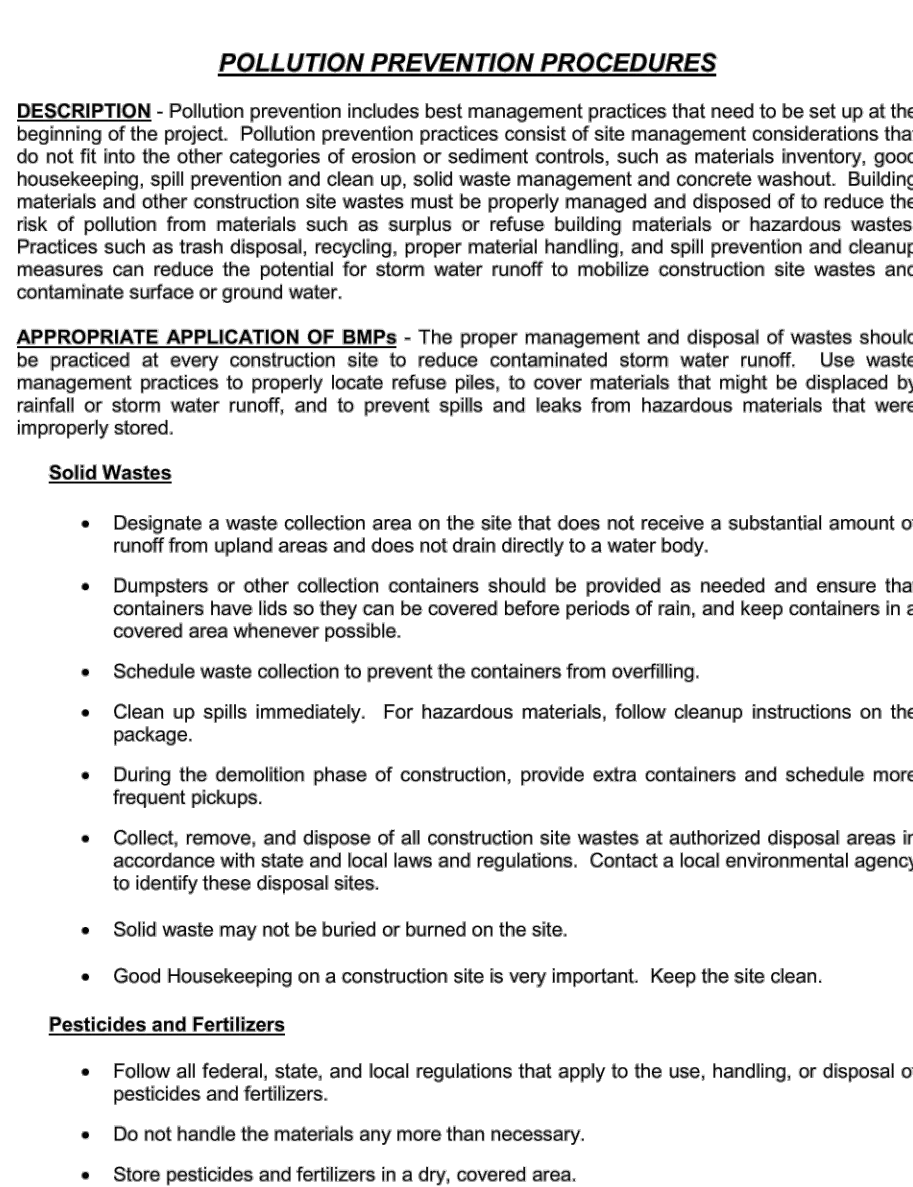 POLLUTION PREVENTION PROCEDURES
DESCRIPTION - Pollution prevention includes best management practices that need to be set up at the
beginning of the project. Pollution prevention practices consist of site management considerations that
do not fit into the other categories of erosion or sediment controls, such as materials inventory, good
housekeeping, spill prevention and clean up, solid waste management and concrete washout. Building
materials and other construction site wastes must be properly managed and disposed of to reduce the
risk of pollution from materials such as surplus or refuse building materials or hazardous wastes.
Practices such as trash disposal, recycling, proper material handling, and spill prevention and cleanup
measures can reduce the potential for storm water runoff to mobilize construction site wastes and
contaminate surface or ground water.
APPROPRIATE APPLICATION OF BMPs - The proper management and disposal of wastes should
be practiced at every construction site to reduce contaminated storm water runoff. Use waste
management practices to properly locate refuse piles, to cover materials that might be displaced by
rainfall or storm water runoff, and to prevent spills and leaks from hazardous materials that were
improperly stored.
Solid Wastes
• Designate a waste collection area on the site that does not receive a substantial amount of
runoff from upland areas and does not drain directly to a water body.
• Dumpsters or other collection containers should be provided as needed and ensure that
containers have lids so they can be covered before periods of rain, and keep containers in a
covered area whenever possible.
• Schedule waste collection to prevent the containers from overfilling.
• Clean up spills immediately. For hazardous materials, follow cleanup instructions on the
package.
• During the demolition phase of construction, provide extra containers and schedule more
frequent pickups.
• Collect, remove, and dispose of all construction site wastes at authorized disposal areas in
accordance with state and local laws and regulations. Contact a local environmental agency
to identify these disposal sites.
• Solid waste may not be buried or burned on the site.
• Good Housekeeping on a construction site is very important. Keep the site clean.
Pesticides and Fertilizers
• Follow all federal, state, and local regulations that apply to the use, handling, or disposal of
pesticides and fertilizers.
• Do not handle the materials any more than necessary.
• Store pesticides and fertilizers in a dry, covered area.